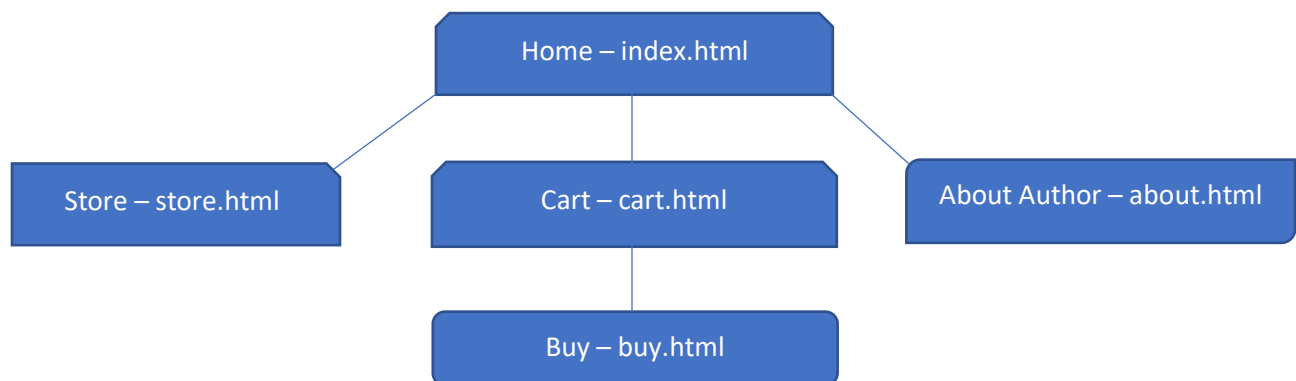 Home – index.html
Store – store.html
Cart – cart.html
About Author – about.html
Buy – buy.html